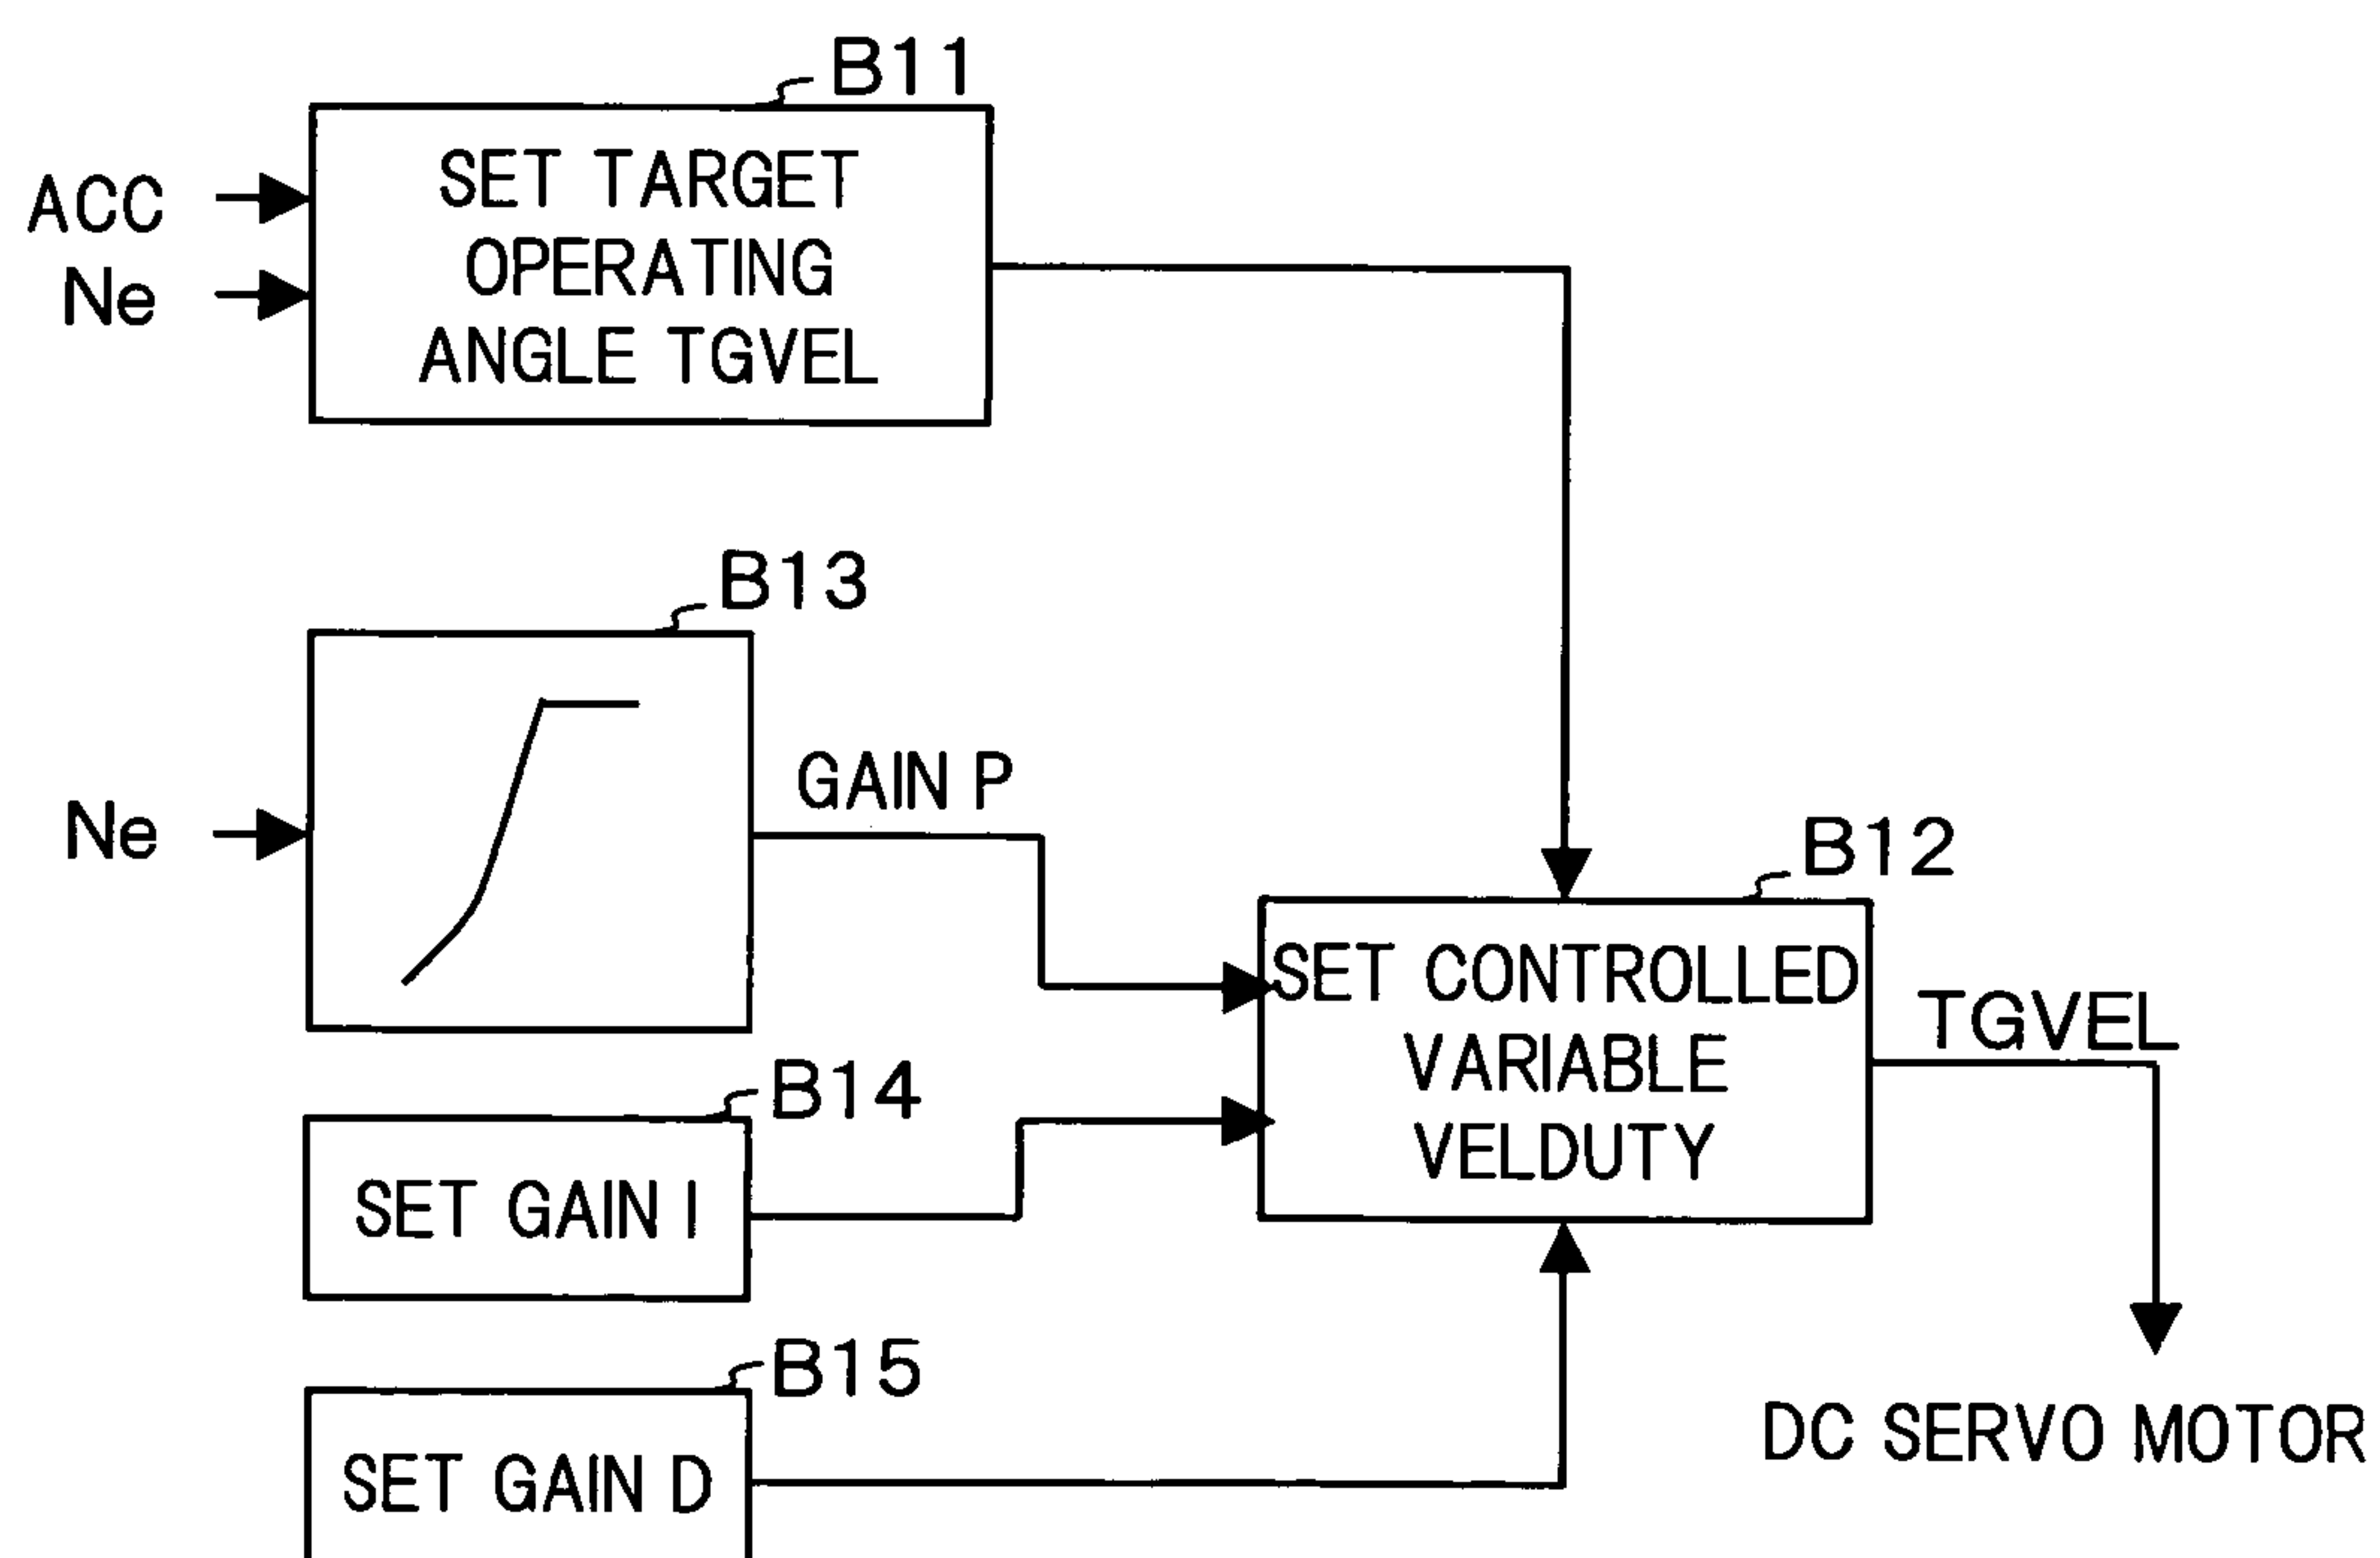 B11
SET TARGET
OPERATING
ANGLE TGVEL
ACC
Ne
B13
Ne
GAIN P
B12
SET CONTROLLED
VARIABLE
VELDUTY
TGVEL
B14
SET GAIN I
B15
SET GAIN D
DC SERVO MOTOR